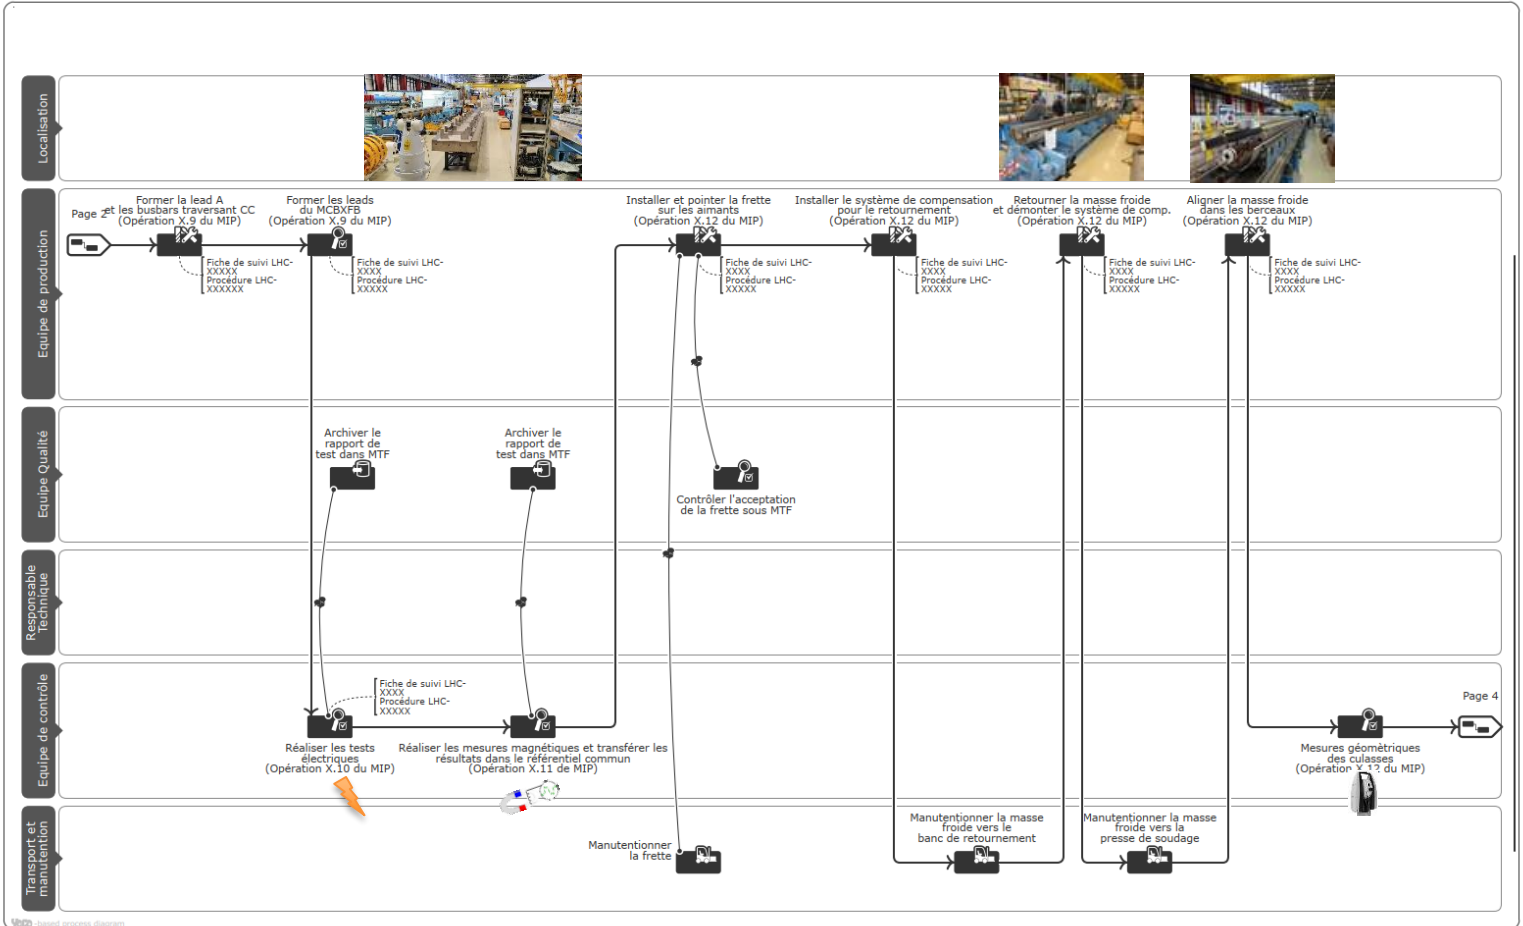 Localisation
Equipe de production
Page 2
Former la lead A
et les busbars traversant CC
(Opération X.9 du MIP)
Fiche de suivi LHC-
XXXXX
Procédure LHC-
XXXXXX
Former les leads
du MCBXFB
(Opération X.9 du MIP)
Fiche de suivi LHC-
XXXX
Procédure LHC-
XXXXX
Installer et pointer la frette
sur les aimants
(Opération X.12 du MIP)
Fiche de suivi LHC-
XXXX
Procédure LHC-
XXXXX
Installer le système de compensation
pour le retournement
(Opération X.12 du MIP)
Fiche de suivi LHC-
XXXX
Procédure LHC-
XXXXX
Retourner la masse froide
et démonter le système de comp.
(Opération X.12 du MIP)
Fiche de suivi LHC-
XXXX
Procédure LHC-
XXXXX
Aligner la masse froide
dans les berceaux
(Opération X.12 du MIP)
Fiche de suivi LHC-
XXXX
Procédure LHC-
XXXXX
Equipe Qualité
Archiver le
rapport de
test dans MTF
Archiver le
rapport de
test dans MTF
Contrôler l'acceptation
de la frette sous MTF
Responsable
Technique
Equipe de contrôle
Fiche de suivi LHC-
XXXX
Procédure LHC-
XXXXX
Réaliser les tests
électriques
(Opération X.10 du MIP)
Réaliser les mesures magnétiques et transférer les
résultats dans le référentiel commun
(Opération X.11 de MIP)
Mesures géomètriques
des culasses
(Opération X.12 du MIP)
Page 4
Transport et
manutention
Manutentionner
la frette
Manutentionner la masse
froide vers le
banc de retournement
Manutentionner la masse
froide vers la
presse de soudage
-based process diagram